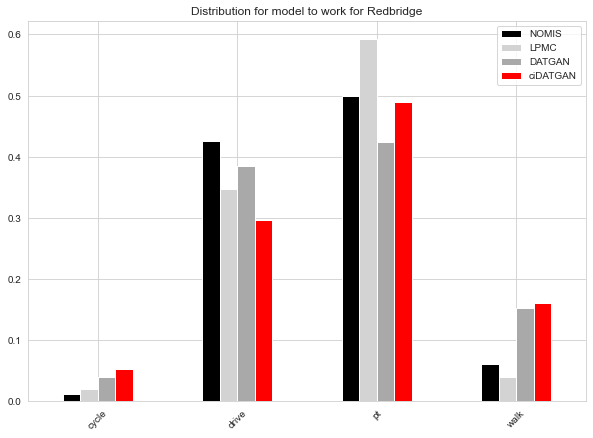 Distribution for model to work for Redbridge
NOMIS
LPMC
DATGAN
ciDATGAN
0.6
0.5
0.4
0.3
0.2
0.1
0.0
cycle
drive
pt
walk